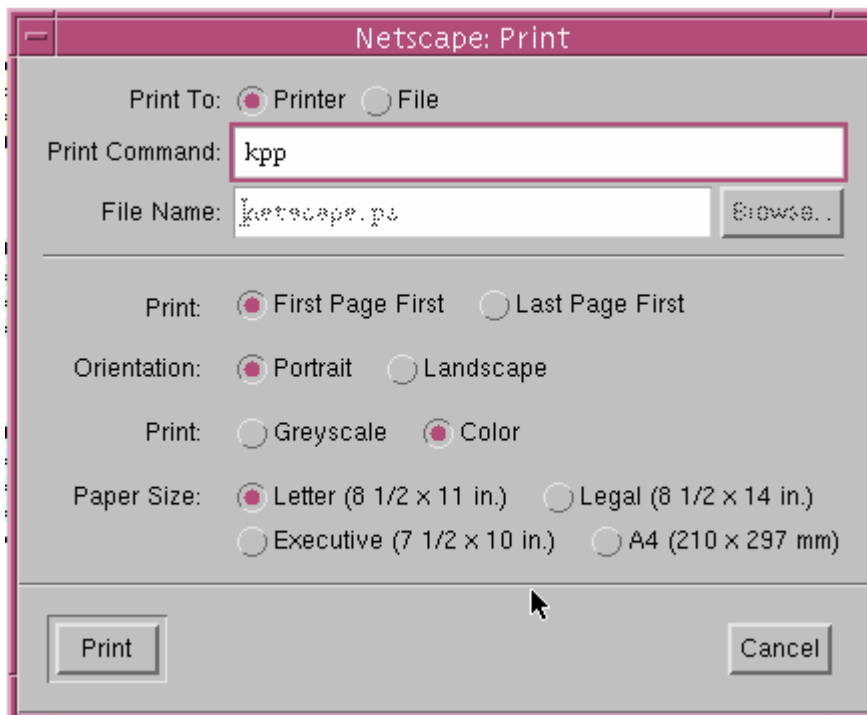 Netscape: Print
Print To: Printer File
Print Command: kpp
File Name: netscape.ps Browse..
Print: First Page First Last Page First
Orientation: Portrait Landscape
Print: Greyscale Color
Paper Size: Letter (8 1/2 x 11 in.) Legal (8 1/2 x 14 in.)
Executive (7 1/2 x 10 in.) A4 (210 x 297 mm)
Print Cancel